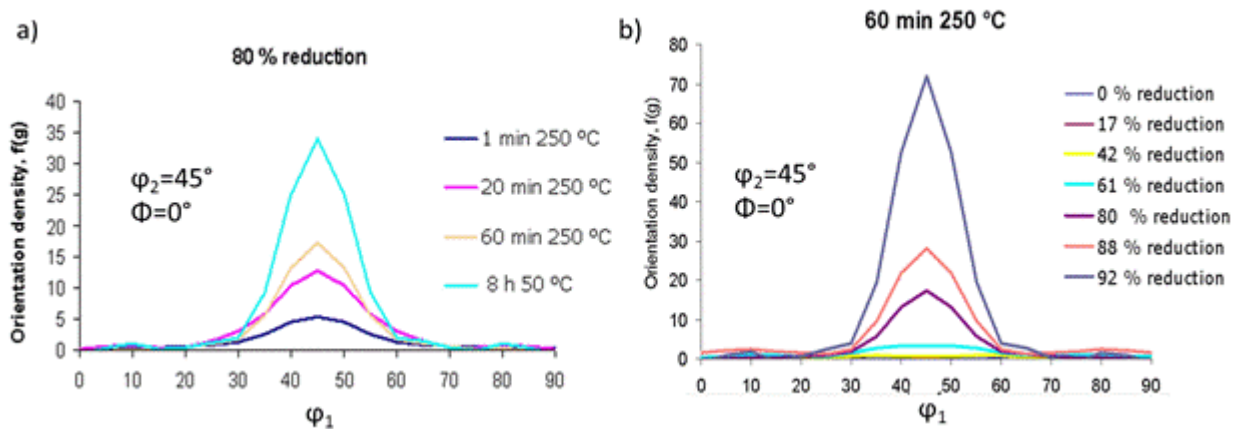 a)
80 % reduction
Orientation density, f(g)
40
35
30
25
20
15
10
5
0
φ2=45°
Φ=0°
1 min 250 ºC
20 min 250 ºC
60 min 250 ºC
8 h 50 ºC
0 10 20 30 40 50 60 70 80 90
φ1
b)
60 min 250 ºC
Orientation density, f(g)
80
70
60
50
40
30
20
10
0
φ2=45°
Φ=0°
0 % reduction
17 % reduction
42 % reduction
61 % reduction
80 % reduction
88 % reduction
92 % reduction
0 10 20 30 40 50 60 70 80 90
φ1